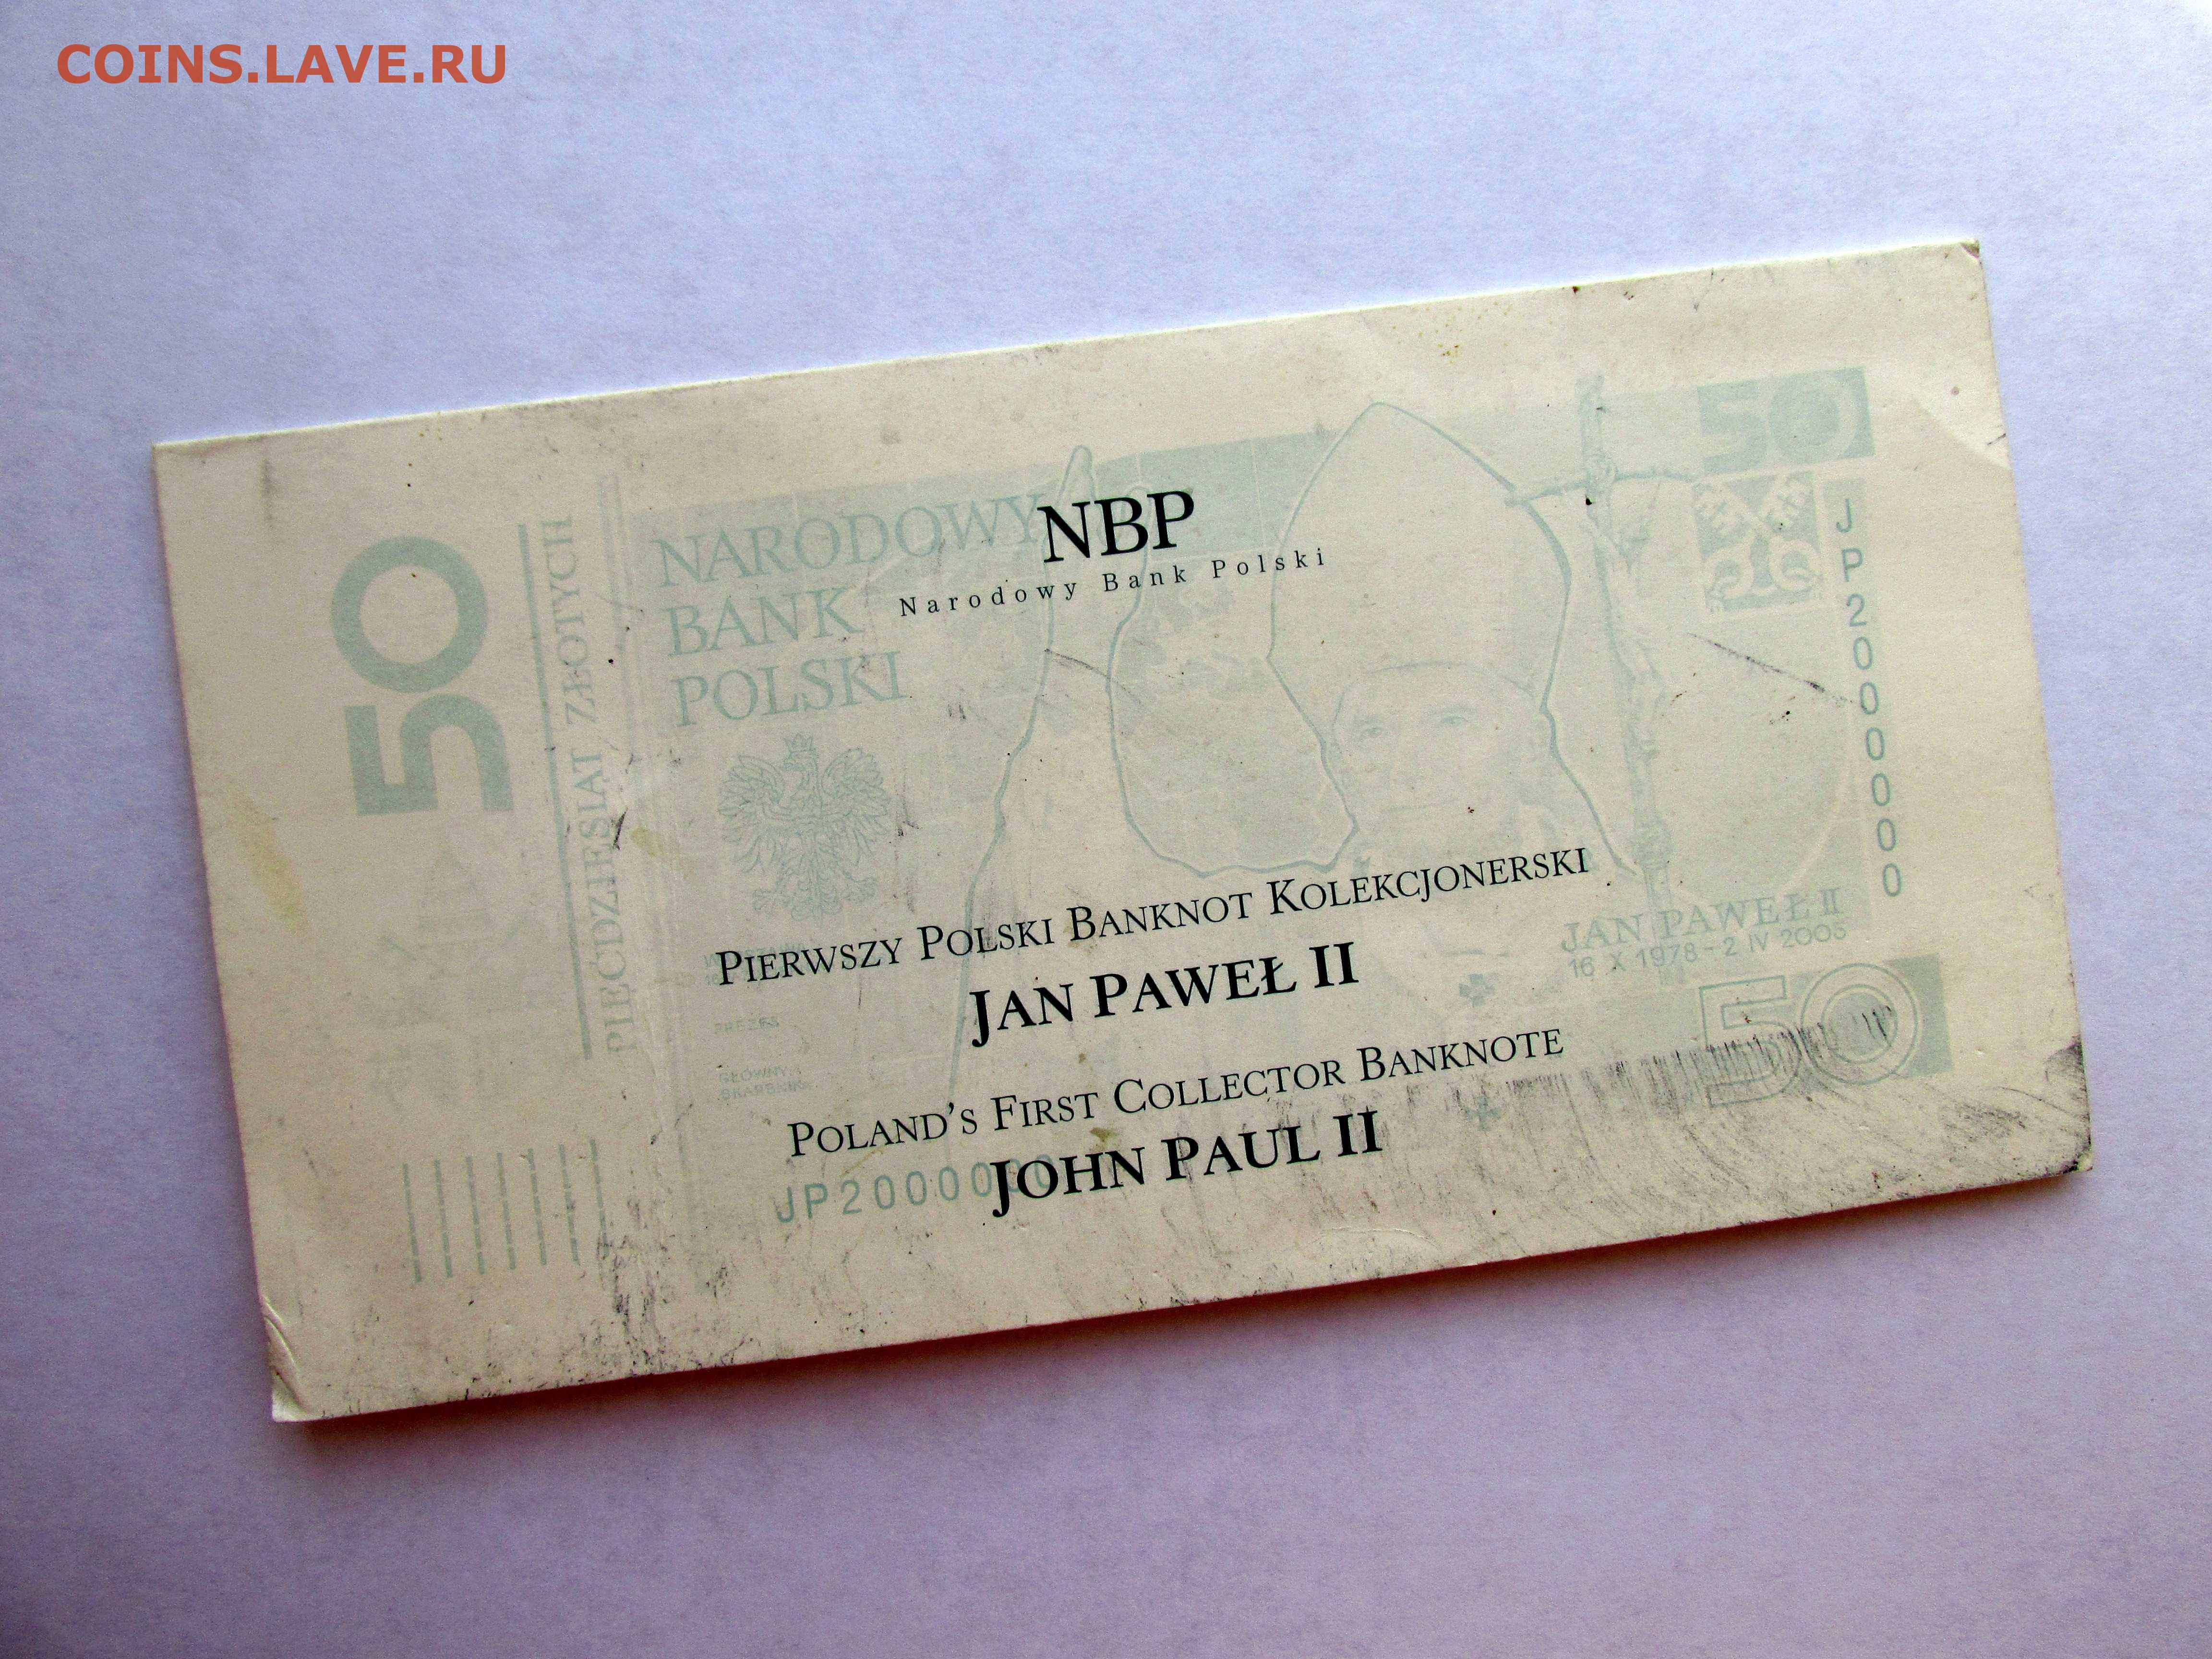 COINS.LAVE.RU
NBP
Narodowy Bank Polski
50
PIĘĆDZIESIĄT ZŁOTYCH
NARODOWY
BANK
POLSKI
50
JP2000000
PIERWSZY POLSKI BANKNOT KOLEKCJONERSKI
JAN PAWEŁ II
POLAND'S FIRST COLLECTOR BANKNOTE
JOHN PAUL II
JAN PAWEŁ II
16 X 1978 - 2 IV 2005
50
PREZES
GŁÓWNY
SKARBNIK
JP2000000